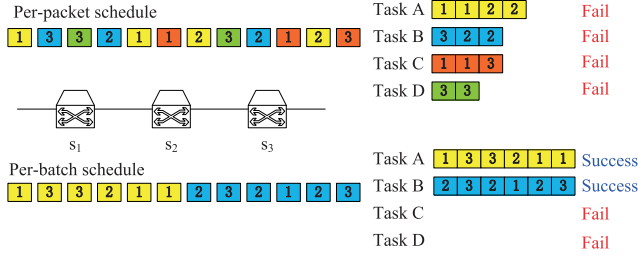 Per-packet schedule
1 3 3 2 1 1 2 3 2 1 2 3
Task A 1 1 2 2 Fail
Task B 3 2 2 Fail
Task C 1 1 3 Fail
Task D 3 3 Fail
s1 s2 s3
Per-batch schedule
1 3 3 2 1 1 2 3 2 1 2 3
Task A 1 3 3 2 1 1 Success
Task B 2 3 2 1 2 3 Success
Task C Fail
Task D Fail